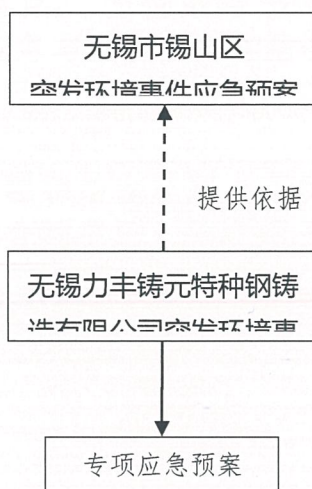 无锡市锡山区
突发环境事件应急预案
提供依据
无锡力丰铸元特种钢铸
造有限公司突发环境事
专项应急预案